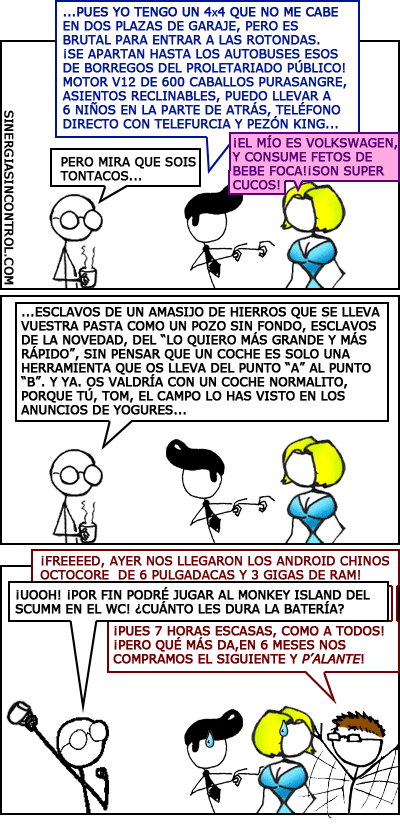 ...PUES YO TENGO UN 4x4 QUE NO ME CABE
EN DOS PLAZAS DE GARAJE, PERO ES
BRUTAL PARA ENTRAR A LAS ROTONDAS.
¡SE APARTAN HASTA LOS AUTOBUSES ESOS
DE BORREGOS DEL PROLETARIADO PÚBLICO!
MOTOR V12 DE 600 CABALLOS PURASANGRE,
ASIENTOS RECLINABLES, PUEDO LLEVAR A
6 NIÑOS EN LA PARTE DE ATRÁS, TELÉFONO
DIRECTO CON TELEFURCIA Y PEZÓN KING...
¡EL MÍO ES VOLKSWAGEN,
Y CONSUME FETOS DE
BEBE FOCA!¡SON SUPER
CUCOS!
PERO MIRA QUE SOIS
TONTACOS...
SINERGIASINCONTROL.COM
...ESCLAVOS DE UN AMASIJO DE HIERROS QUE SE LLEVA
VUESTRA PASTA COMO UN POZO SIN FONDO, ESCLAVOS
DE LA NOVEDAD, DEL "LO QUIERO MÁS GRANDE Y MÁS
RÁPIDO", SIN PENSAR QUE UN COCHE ES SOLO UNA
HERRAMIENTA QUE OS LLEVA DEL PUNTO "A" AL PUNTO
"B". Y YA. OS VALDRÍA CON UN COCHE NORMALITO,
PORQUE TÚ, TOM, EL CAMPO LO HAS VISTO EN LOS
ANUNCIOS DE YOGURES...
¡FREEEED, AYER NOS LLEGARON LOS ANDROID CHINOS
OCTOCORE DE 6 PULGADACAS Y 3 GIGAS DE RAM!
¡UOOH! ¡POR FIN PODRÉ JUGAR AL MONKEY ISLAND DEL
SCUMM EN EL WC! ¿CUÁNTO LES DURA LA BATERÍA?
¡PUES 7 HORAS ESCASAS, COMO A TODOS!
¡PERO QUÉ MÁS DA,EN 6 MESES NOS
COMPRAMOS EL SIGUIENTE Y P'ALANTE!